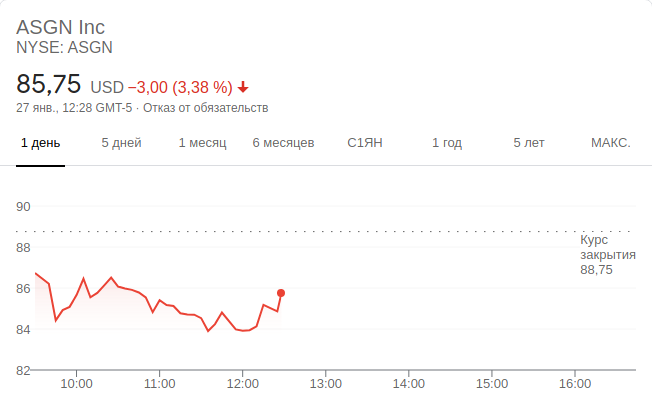 ASGN Inc
NYSE: ASGN
85,75 USD −3,00 (3,38 %)
27 янв., 12:28 GMT-5 · Отказ от обязательств
1 день 5 дней 1 месяц 6 месяцев С1ЯН 1 год 5 лет МАКС.
90
88
86
84
82
Курс
закрытия
88,75
10:00 11:00 12:00 13:00 14:00 15:00 16:00